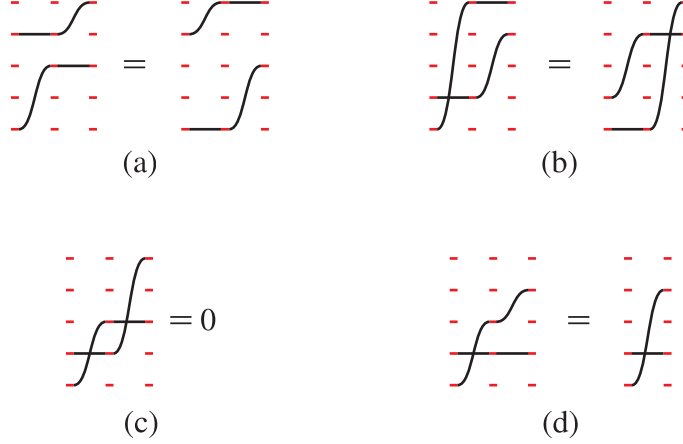 = =
(a) (b)
= 0 =
(c) (d)